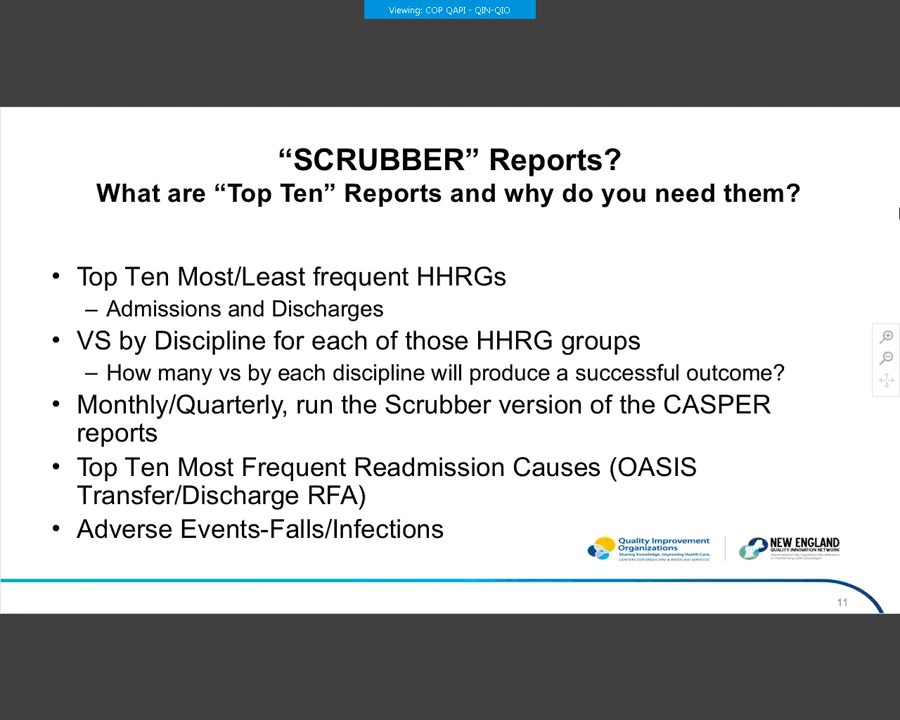 Viewing: COP QAPI - QIN-QIO
“SCRUBBER” Reports?
What are “Top Ten” Reports and why do you need them?
• Top Ten Most/Least frequent HHRGs
– Admissions and Discharges
• VS by Discipline for each of those HHRG groups
– How many vs by each discipline will produce a successful outcome?
• Monthly/Quarterly, run the Scrubber version of the CASPER
reports
• Top Ten Most Frequent Readmission Causes (OASIS
Transfer/Discharge RFA)
• Adverse Events-Falls/Infections
Quality Improvement
Organizations
Sharing Knowledge. Improving Health Care.
CENTERS FOR MEDICARE & MEDICAID SERVICES
NEW ENGLAND
QUALITY INNOVATION NETWORK
11